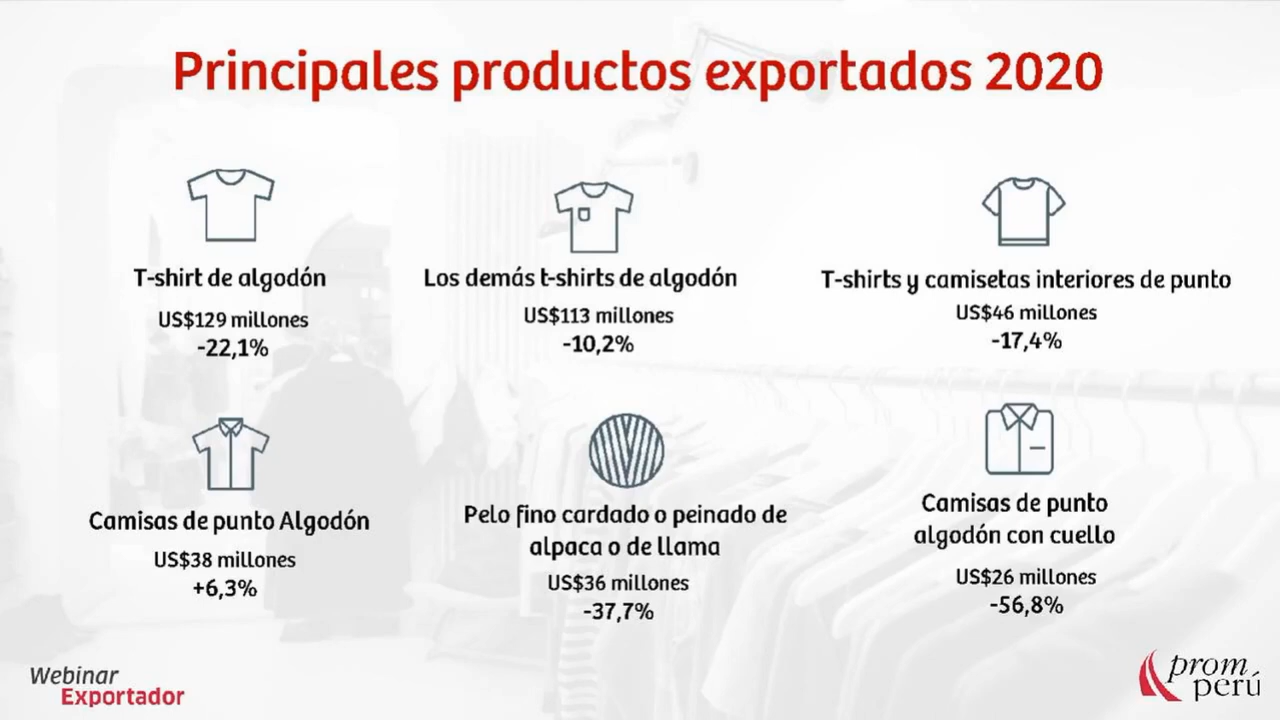 Principales productos exportados 2020
T-shirt de algodón
US$129 millones
-22,1%
Los demás t-shirts de algodón
US$113 millones
-10,2%
T-shirts y camisetas interiores de punto
US$46 millones
-17,4%
Camisas de punto Algodón
US$38 millones
+6,3%
Pelo fino cardado o peinado de
alpaca o de llama
US$36 millones
-37,7%
Camisas de punto
algodón con cuello
US$26 millones
-56,8%
Webinar
Exportador
prom
perú